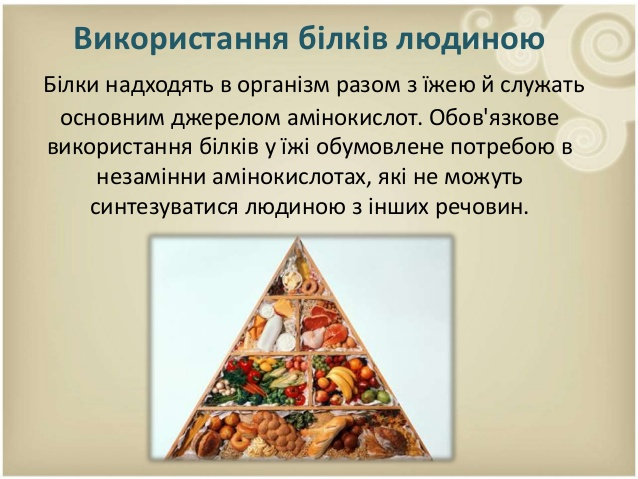 Використання білків людиною
Білки надходять в організм разом з їжею й служать
основним джерелом амінокислот. Обов'язкове
використання білків у їжі обумовлене потребою в
незамінни амінокислотах, які не можуть
синтезуватися людиною з інших речовин.